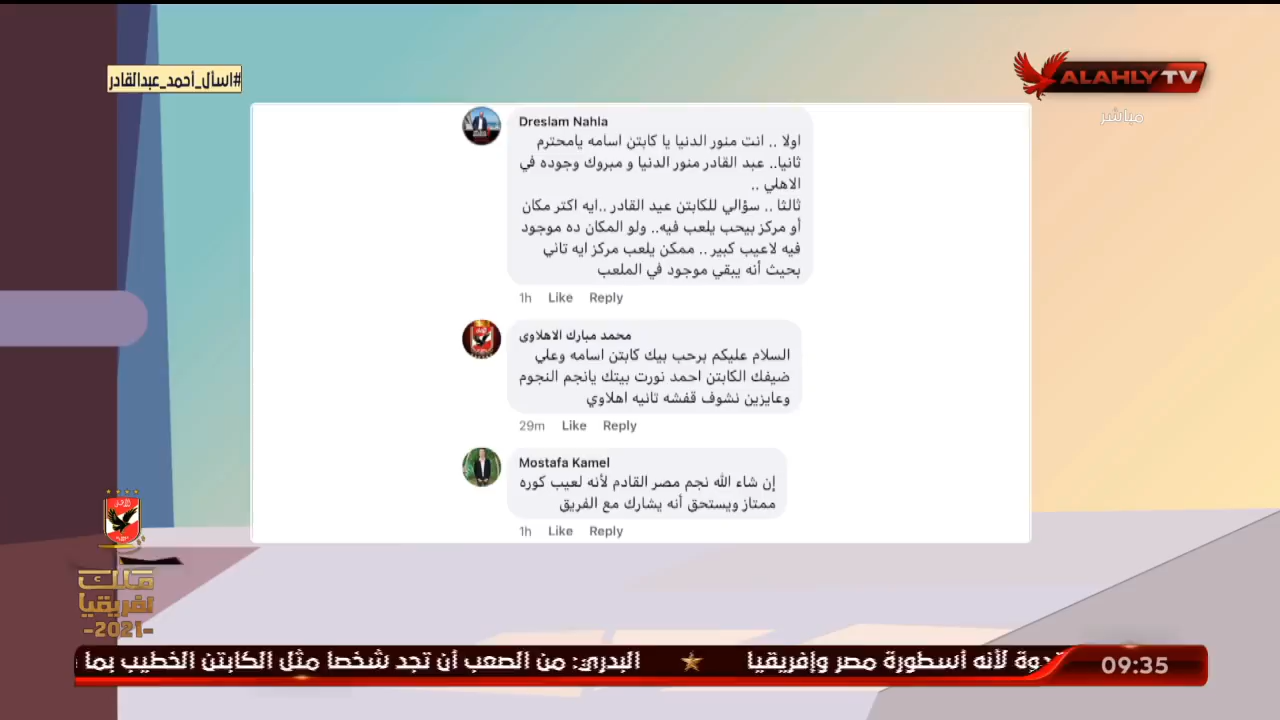 #اسأل_أحمد_عبدالقادر
ALAHLY TV
مباشر
Dreslam Nahla
اولا .. انت منور الدنيا يا كابتن اسامه يامحترم
ثانيا.. عبد القادر منور الدنيا و مبروك وجوده في
الاهلي ..
ثالثا .. سؤالي للكابتن عيد القادر ..ايه اكتر مكان
أو مركز بيحب يلعب فيه.. ولو المكان ده موجود
فيه لاعيب كبير .. ممكن يلعب مركز ايه تاني
بحيث أنه يبقي موجود في الملعب
1h Like Reply
محمد مبارك الاهلاوى
السلام عليكم برحب بيك كابتن اسامه وعلي
ضيفك الكابتن احمد نورت بيتك يانجم النجوم
وعايزين نشوف قفشه تانيه اهلاوي
29m Like Reply
Mostafa Kamel
إن شاء الله نجم مصر القادم لأنه لعيب كوره
ممتاز ويستحق أنه يشارك مع الفريق
1h Like Reply
ملك
إفريقيا
-2021-
لأنه أسطورة مصر وإفريقيا ★ البدري: من الصعب أن تجد شخصا مثل الكابتن الخطيب بما
09:35